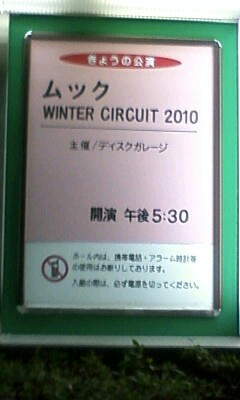 きょうの公演
ムック
WINTER CIRCUIT 2010
主催/ディスクガレージ
開演 午後5:30
ホール内は、携帯電話・アラーム時計等
の使用はお断りしております。
入館の際は、必ず電源を切ってください。